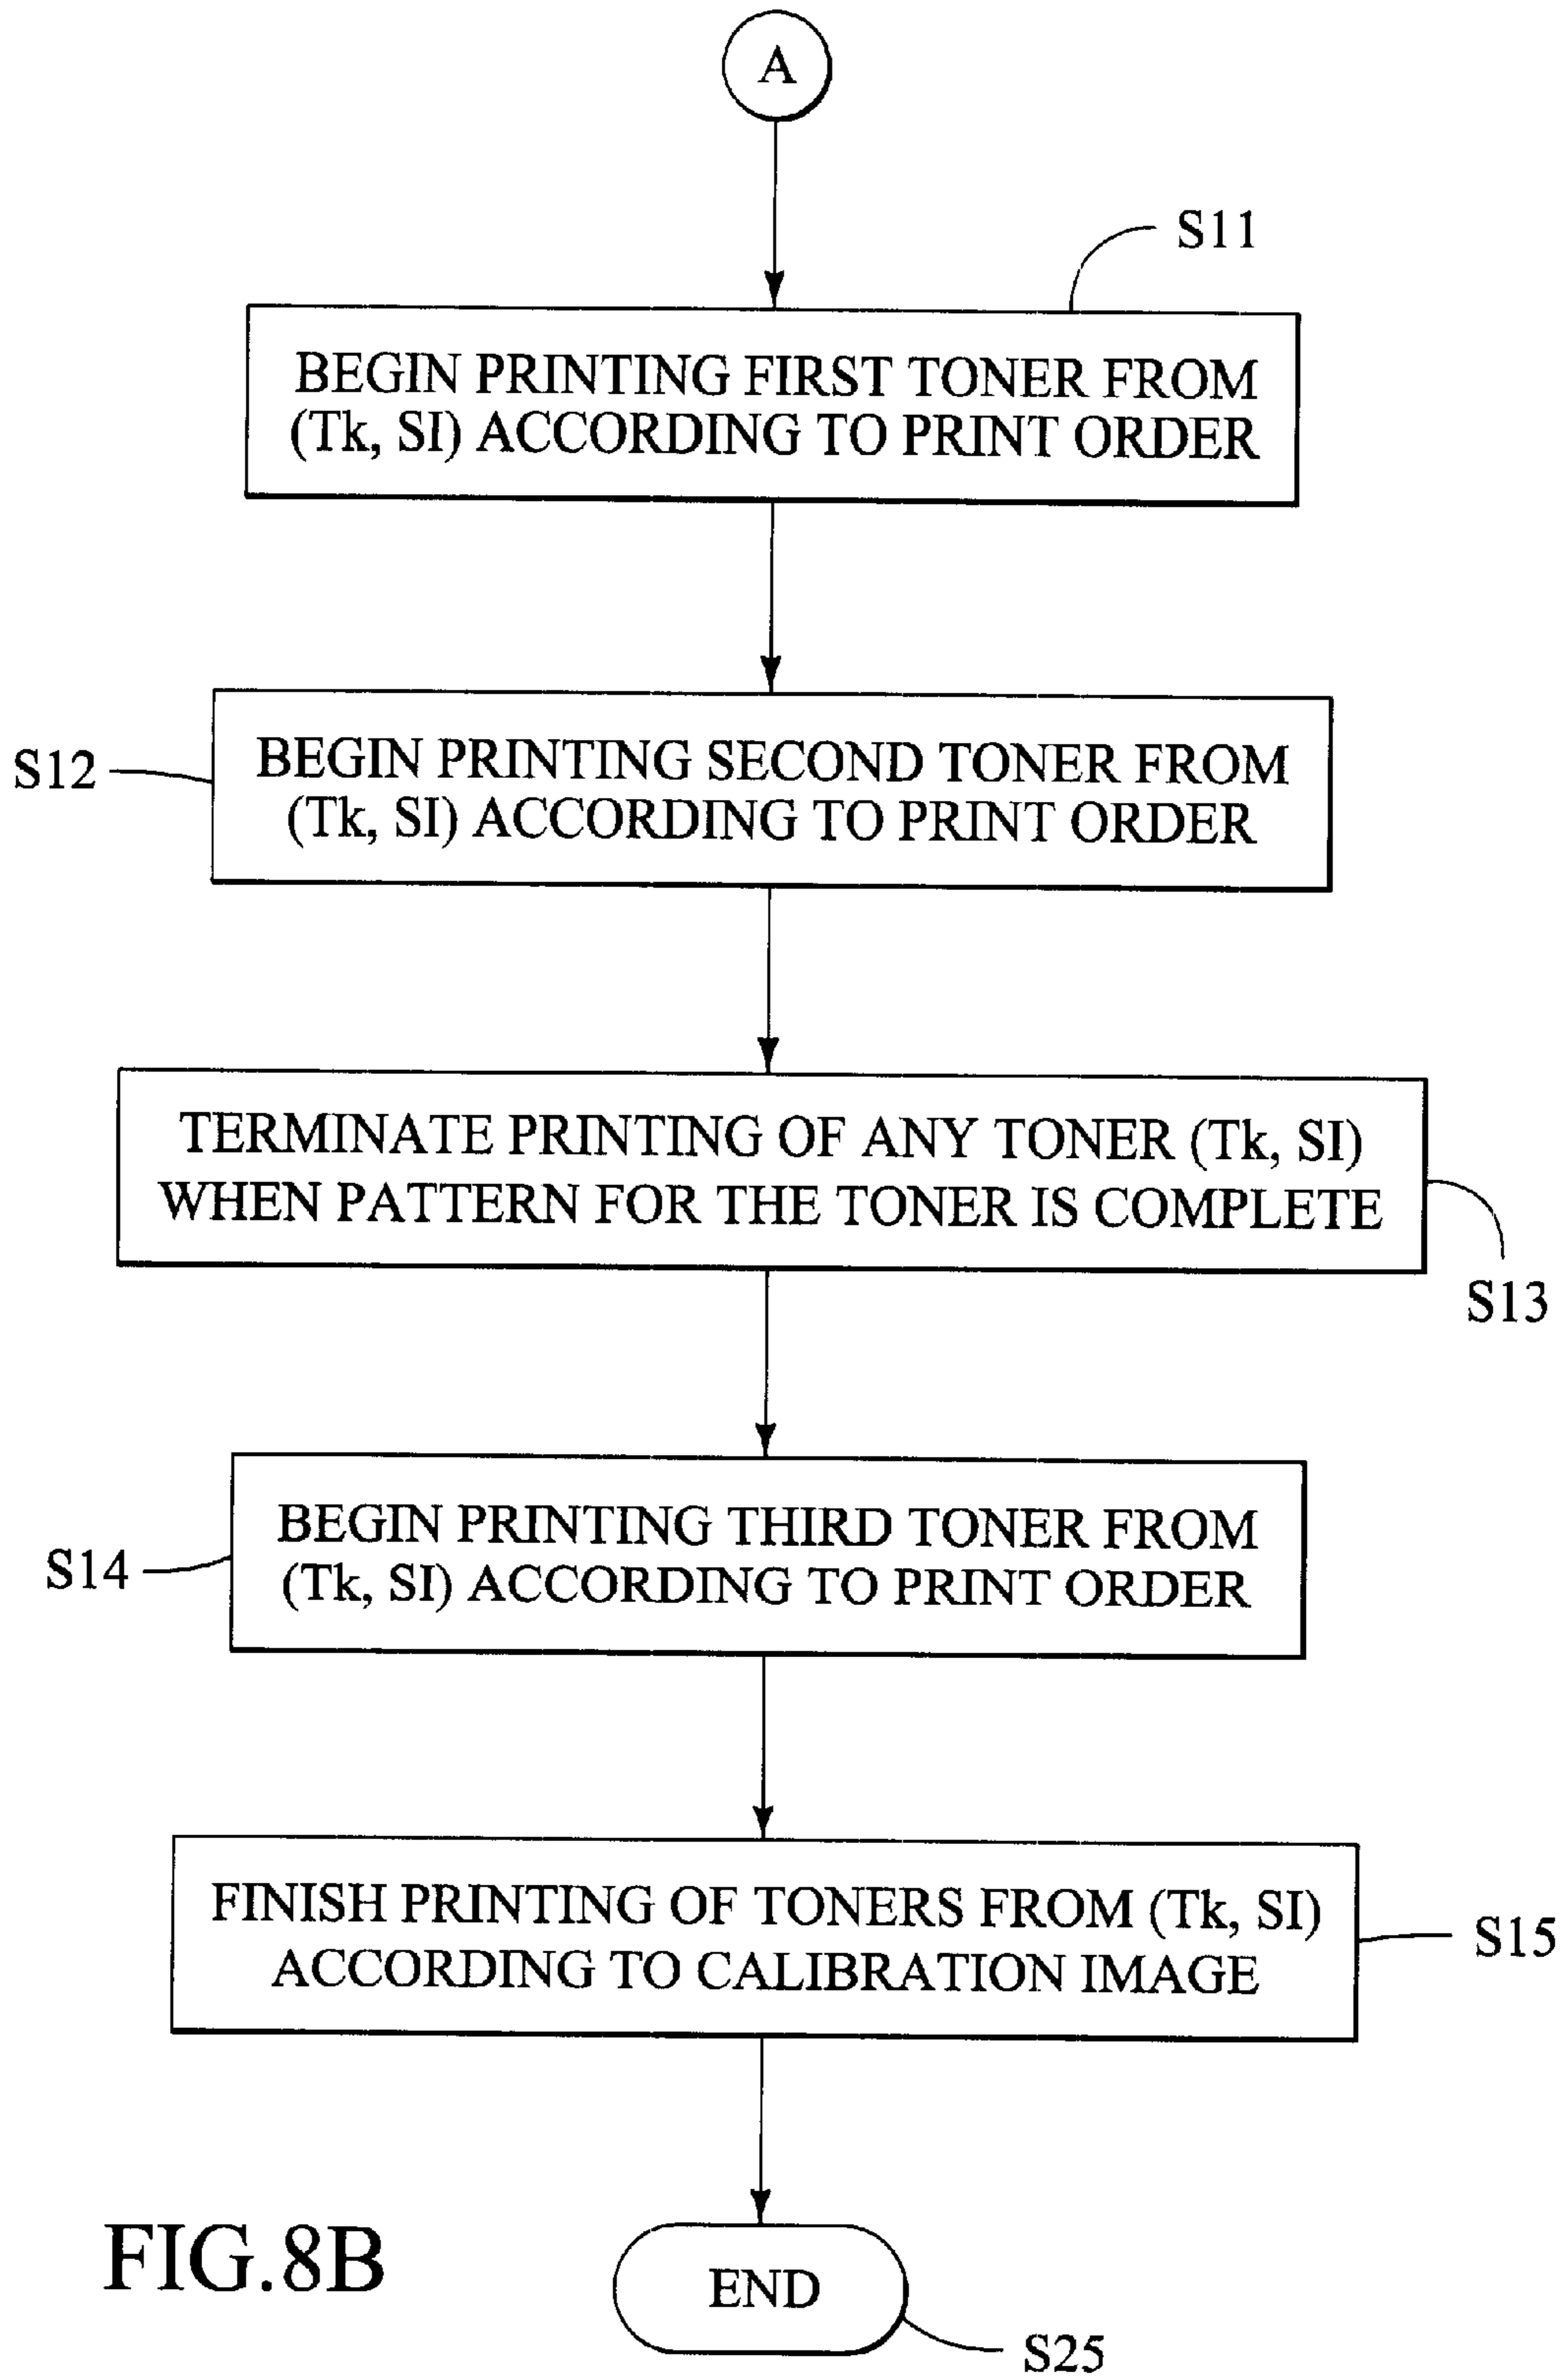 A
S11
BEGIN PRINTING FIRST TONER FROM
(Tk, SI) ACCORDING TO PRINT ORDER
S12
BEGIN PRINTING SECOND TONER FROM
(Tk, SI) ACCORDING TO PRINT ORDER
TERMINATE PRINTING OF ANY TONER (Tk, SI)
WHEN PATTERN FOR THE TONER IS COMPLETE
S13
BEGIN PRINTING THIRD TONER FROM
(Tk, SI) ACCORDING TO PRINT ORDER
S14
FINISH PRINTING OF TONERS FROM (Tk, SI)
ACCORDING TO CALIBRATION IMAGE
S15
FIG.8B
END
S25